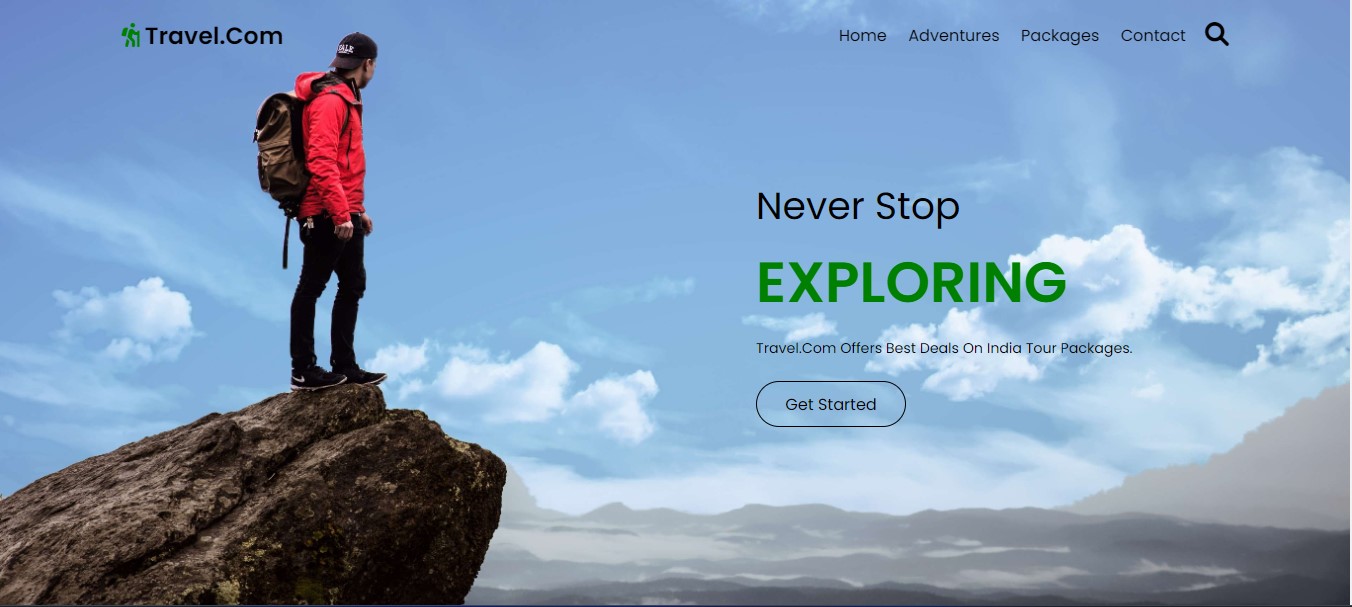 Travel.Com
Home Adventures Packages Contact
Never Stop
EXPLORING
Travel.Com Offers Best Deals On India Tour Packages.
Get Started